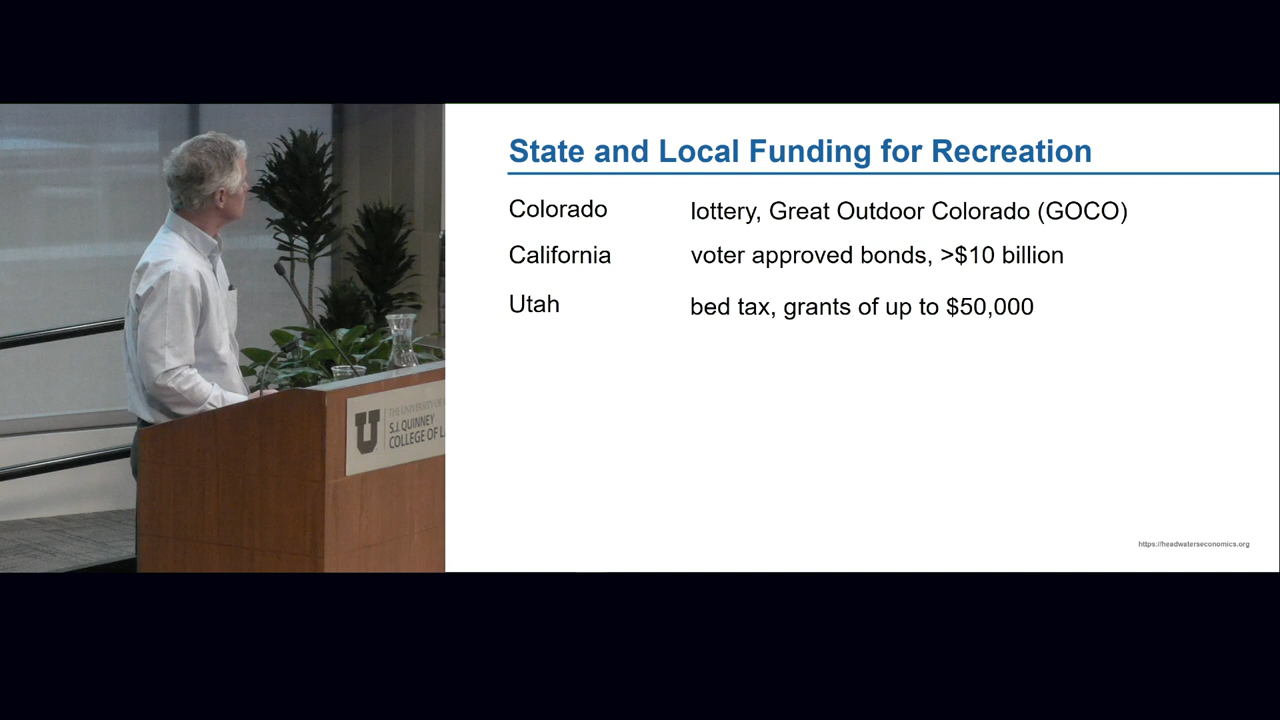 State and Local Funding for Recreation
Colorado lottery, Great Outdoor Colorado (GOCO)
California voter approved bonds, >$10 billion
Utah bed tax, grants of up to $50,000
https://headwaterseconomics.org
U
THE UNIVERSITY OF
S.J. QUINNEY
COLLEGE OF